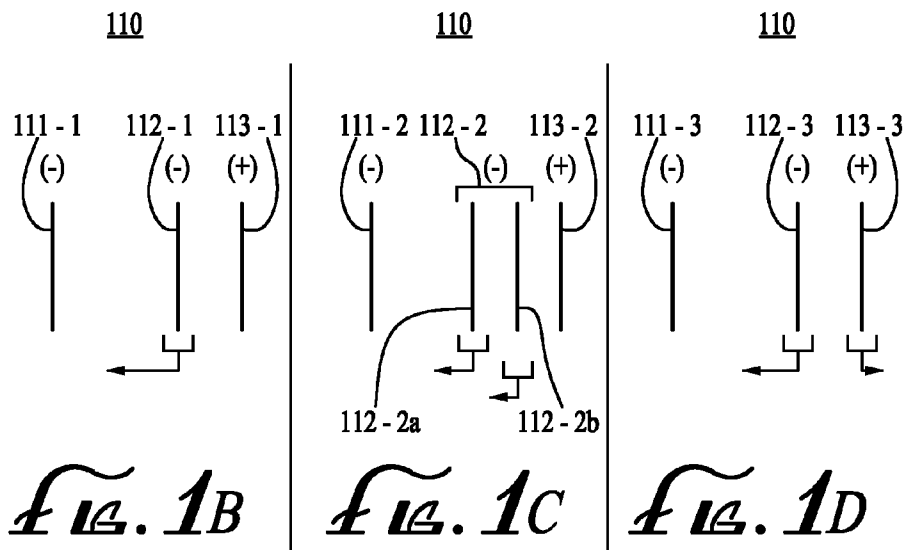 110
111 - 1 112 - 1 113 - 1
(-) (-) (+)
FIG. 1B
110
111 - 2 112 - 2 113 - 2
(-) (-) (+)
112 - 2a 112 - 2b
FIG. 1C
110
111 - 3 112 - 3 113 - 3
(-) (-) (+)
FIG. 1D